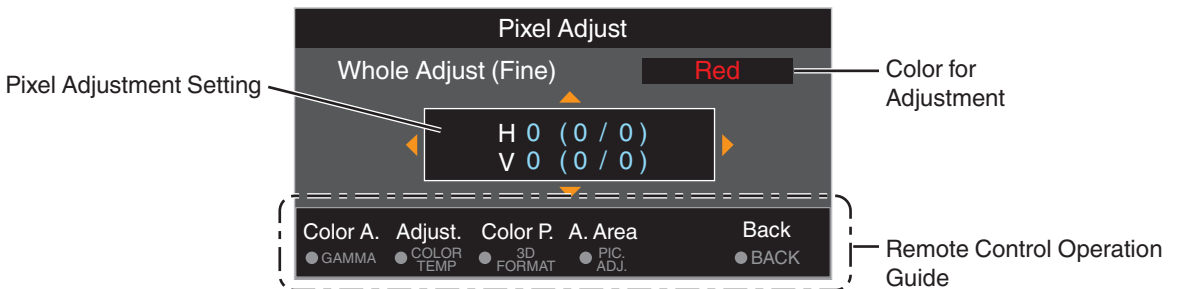 Pixel Adjust
Whole Adjust (Fine) Red
Pixel Adjustment Setting
Color for
Adjustment
H 0 (0 / 0)
V 0 (0 / 0)
Color A. Adjust. Color P. A. Area Back
GAMMA COLOR TEMP 3D FORMAT PIC. ADJ. BACK
Remote Control Operation
Guide